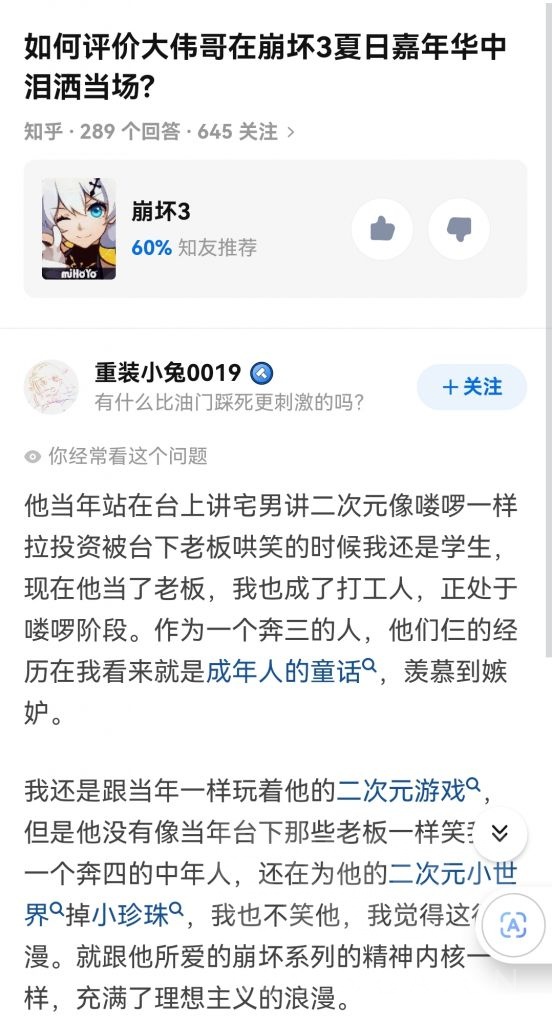 如何评价大伟哥在崩坏3夏日嘉年华中
泪洒当场?
知乎 · 289 个回答 · 645 关注 >
崩坏3
60% 知友推荐
miHoYo
重装小兔0019
有什么比油门踩死更刺激的吗?
+关注
你经常看这个问题
他当年站在台上讲宅男讲二次元像喽啰一样
拉投资被台下老板哄笑的时候我还是学生，
现在他当了老板，我也成了打工人，正处于
喽啰阶段。作为一个奔三的人，他们仨的经
历在我看来就是成年人的童话，羡慕到嫉
妒。
我还是跟当年一样玩着他的二次元游戏，
但是他没有像当年台下那些老板一样笑
一个奔四的中年人，还在为他的二次元小世
界掉小珍珠，我也不笑他，我觉得这
漫。就跟他所爱的崩坏系列的精神内核一
样，充满了理想主义的浪漫。
A